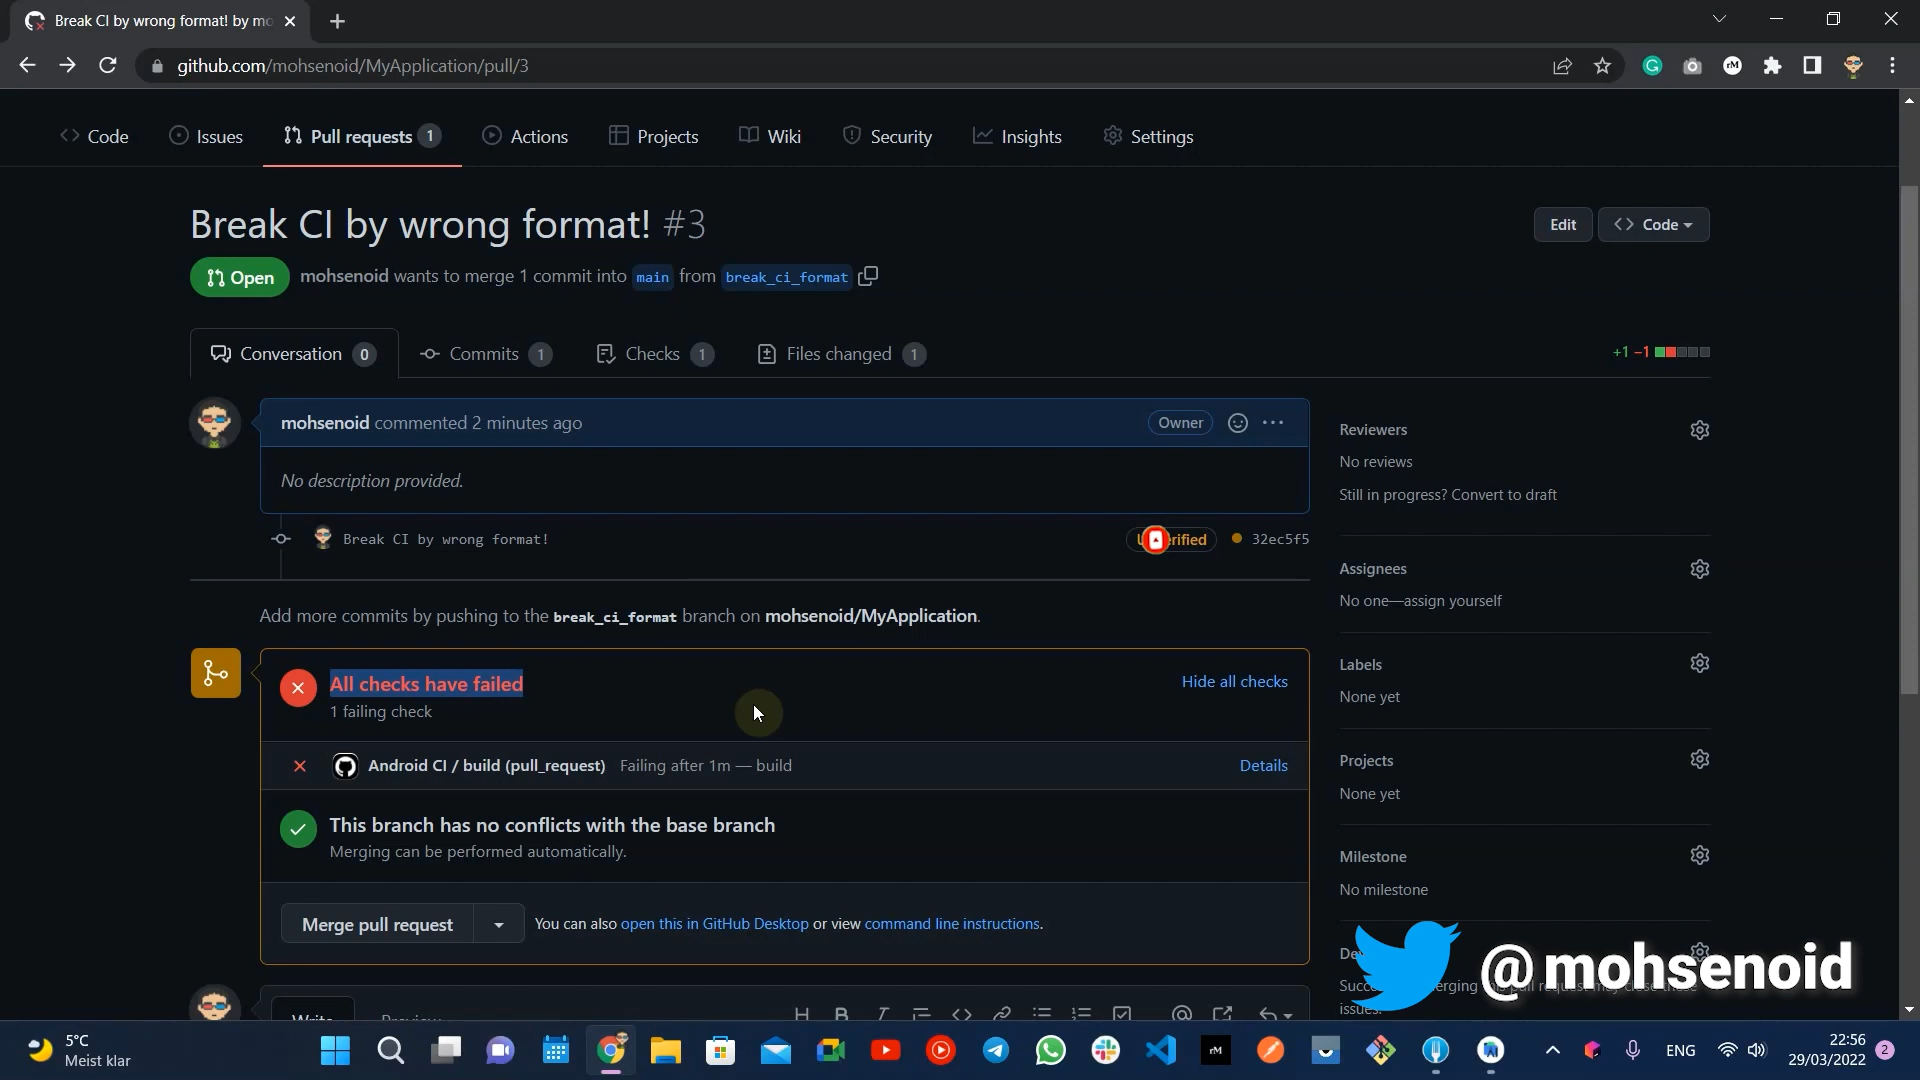 Break CI by wrong format! by mo
github.com/mohsenoid/MyApplication/pull/3
Code Issues Pull requests 1 Actions Projects Wiki Security Insights Settings
Break CI by wrong format! #3
Edit Code
Open mohsenoid wants to merge 1 commit into main from break_ci_format
Conversation 0 Commits 1 Checks 1 Files changed 1 +1 −1
mohsenoid commented 2 minutes ago Owner
No description provided.
Break CI by wrong format! 32ec5f5
Add more commits by pushing to the break_ci_format branch on mohsenoid/MyApplication.
All checks have failed Hide all checks
1 failing check
Android CI / build (pull_request) Failing after 1m — build Details
This branch has no conflicts with the base branch
Merging can be performed automatically.
Merge pull request You can also open this in GitHub Desktop or view command line instructions.
Reviewers
No reviews
Still in progress? Convert to draft
Assignees
No one—assign yourself
Labels
None yet
Projects
None yet
Milestone
No milestone
@mohsenoid
issues.
5°C
Meist klar
rM
ENG
22:56
29/03/2022
2